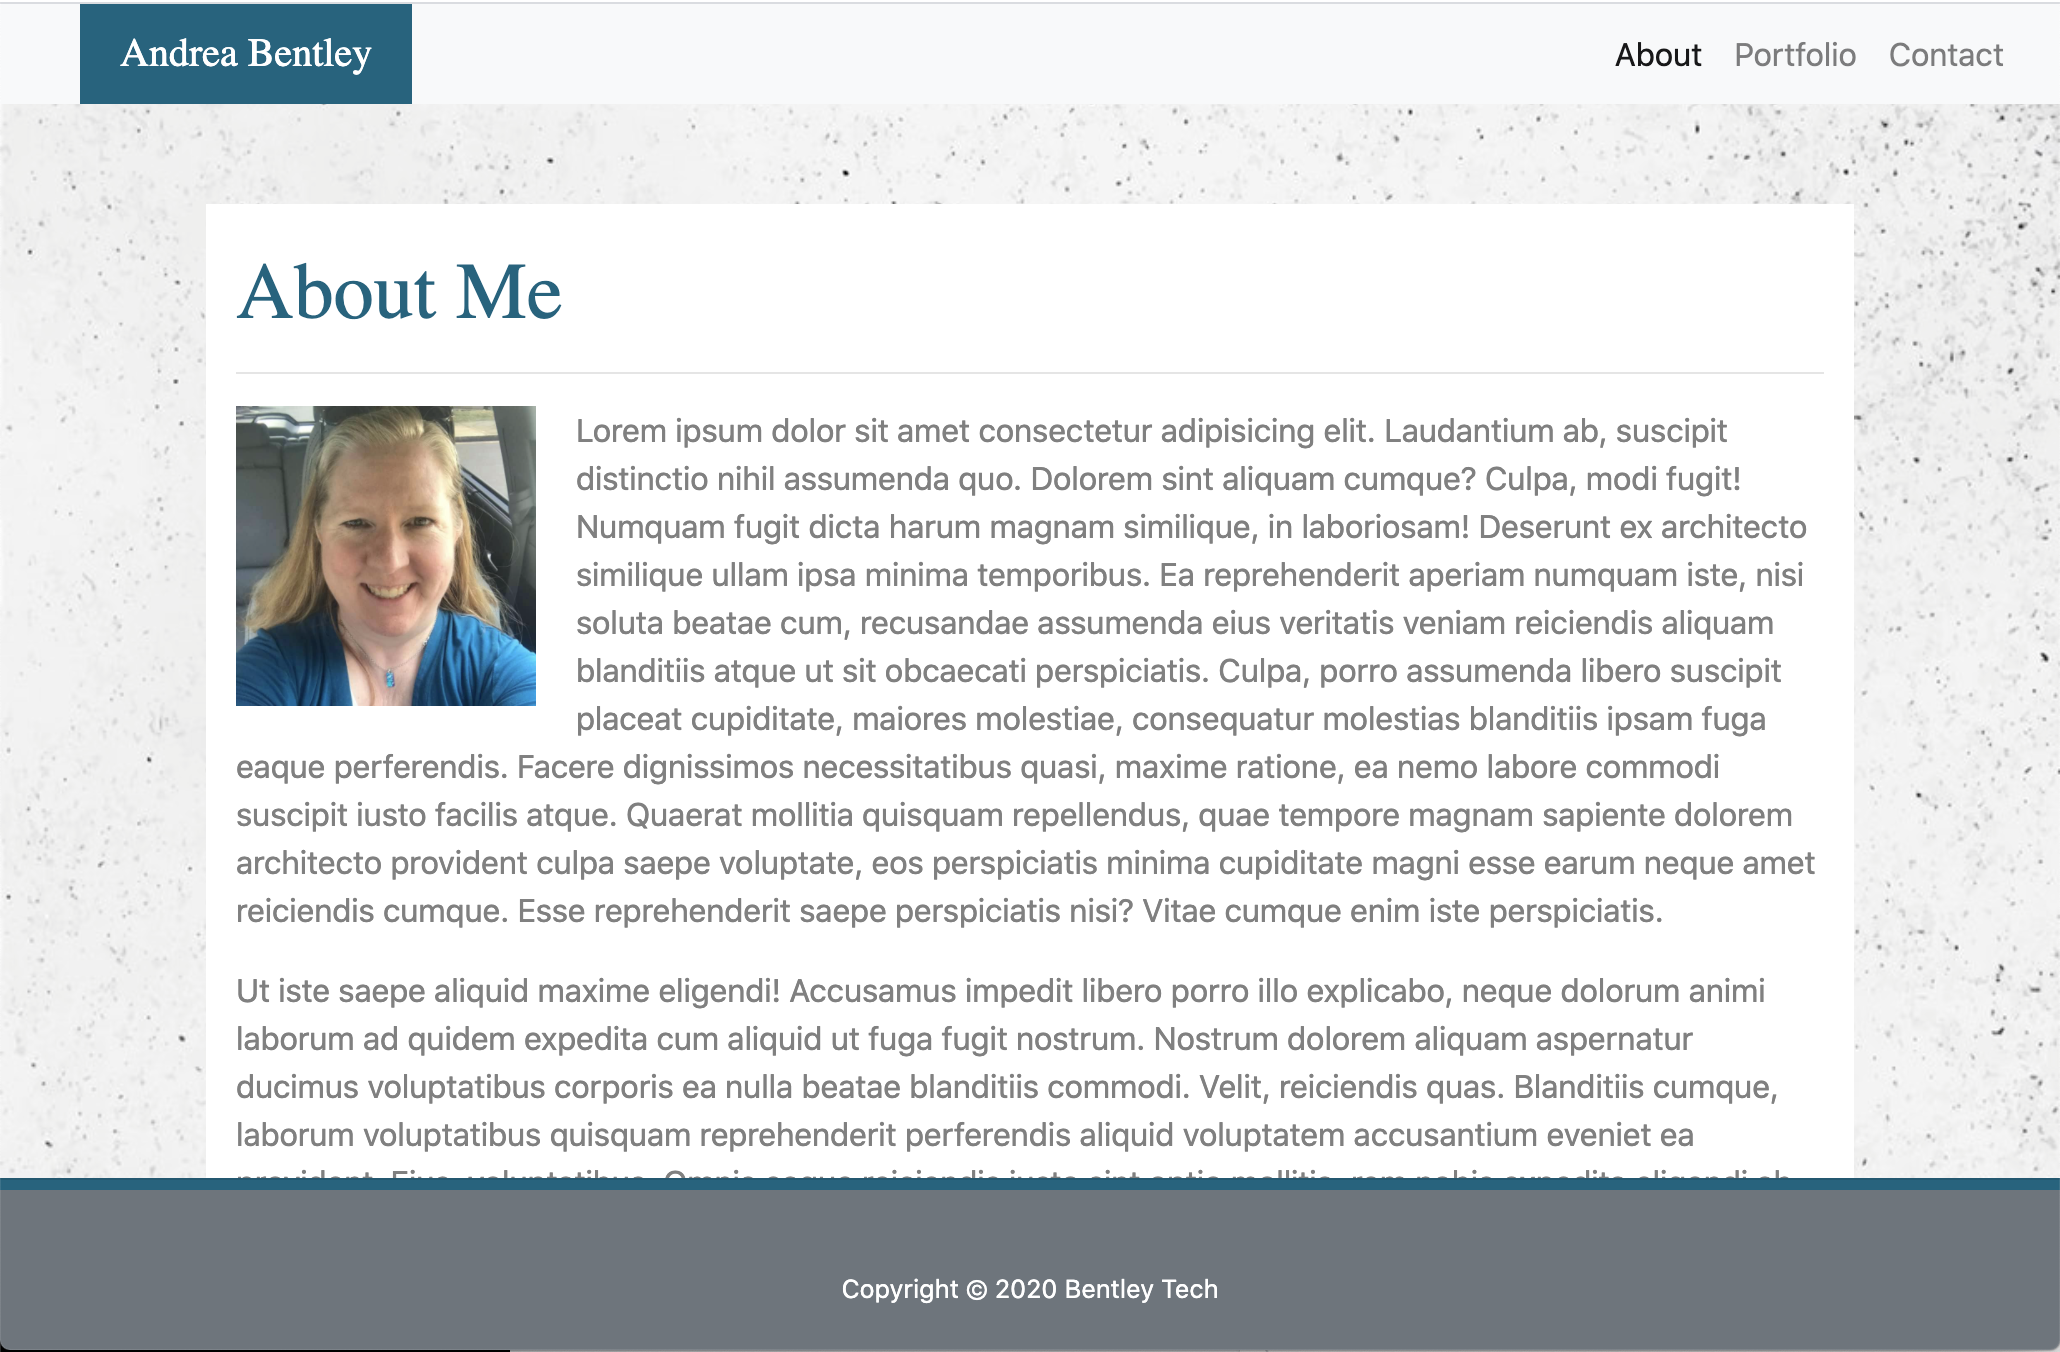 Andrea Bentley
About Portfolio Contact
About Me
Lorem ipsum dolor sit amet consectetur adipisicing elit. Laudantium ab, suscipit
distinctio nihil assumenda quo. Dolorem sint aliquam cumque? Culpa, modi fugit!
Numquam fugit dicta harum magnam similique, in laboriosam! Deserunt ex architecto
similique ullam ipsa minima temporibus. Ea reprehenderit aperiam numquam iste, nisi
soluta beatae cum, recusandae assumenda eius veritatis veniam reiciendis aliquam
blanditiis atque ut sit obcaecati perspiciatis. Culpa, porro assumenda libero suscipit
placeat cupiditate, maiores molestiae, consequatur molestias blanditiis ipsam fuga
eaque perferendis. Facere dignissimos necessitatibus quasi, maxime ratione, ea nemo labore commodi
suscipit iusto facilis atque. Quaerat mollitia quisquam repellendus, quae tempore magnam sapiente dolorem
architecto provident culpa saepe voluptate, eos perspiciatis minima cupiditate magni esse earum neque amet
reiciendis cumque. Esse reprehenderit saepe perspiciatis nisi? Vitae cumque enim iste perspiciatis.
Ut iste saepe aliquid maxime eligendi! Accusamus impedit libero porro illo explicabo, neque dolorum animi
laborum ad quidem expedita cum aliquid ut fuga fugit nostrum. Nostrum dolorem aliquam aspernatur
ducimus voluptatibus corporis ea nulla beatae blanditiis commodi. Velit, reiciendis quas. Blanditiis cumque,
laborum voluptatibus quisquam reprehenderit perferendis aliquid voluptatem accusantium eveniet ea
Copyright © 2020 Bentley Tech